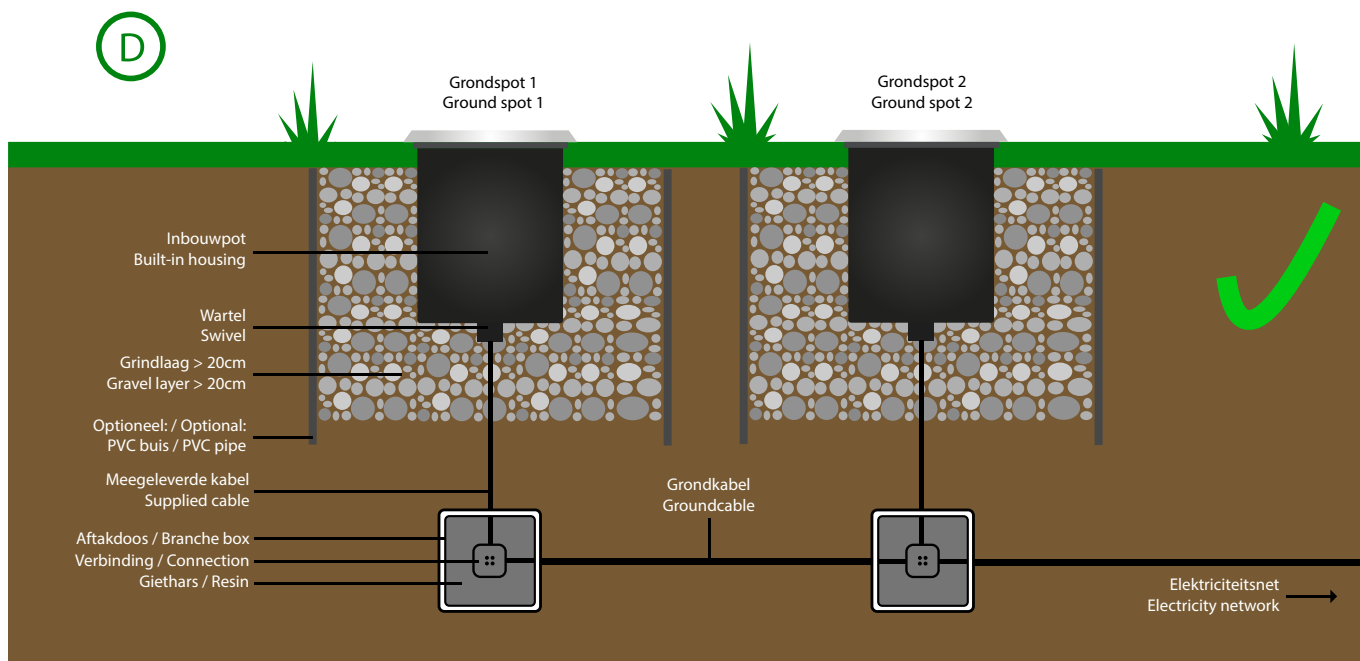 D
Grondspot 1
Ground spot 1
Grondspot 2
Ground spot 2
Inbouwpot
Built-in housing
Wartel
Swivel
Grindlaag > 20cm
Gravel layer > 20cm
Optioneel: / Optional:
PVC buis / PVC pipe
Meegeleverde kabel
Supplied cable
Grondkabel
Groundcable
Aftakdoos / Branche box
Verbinding / Connection
Giethars / Resin
Elektriciteitsnet
Electricity network